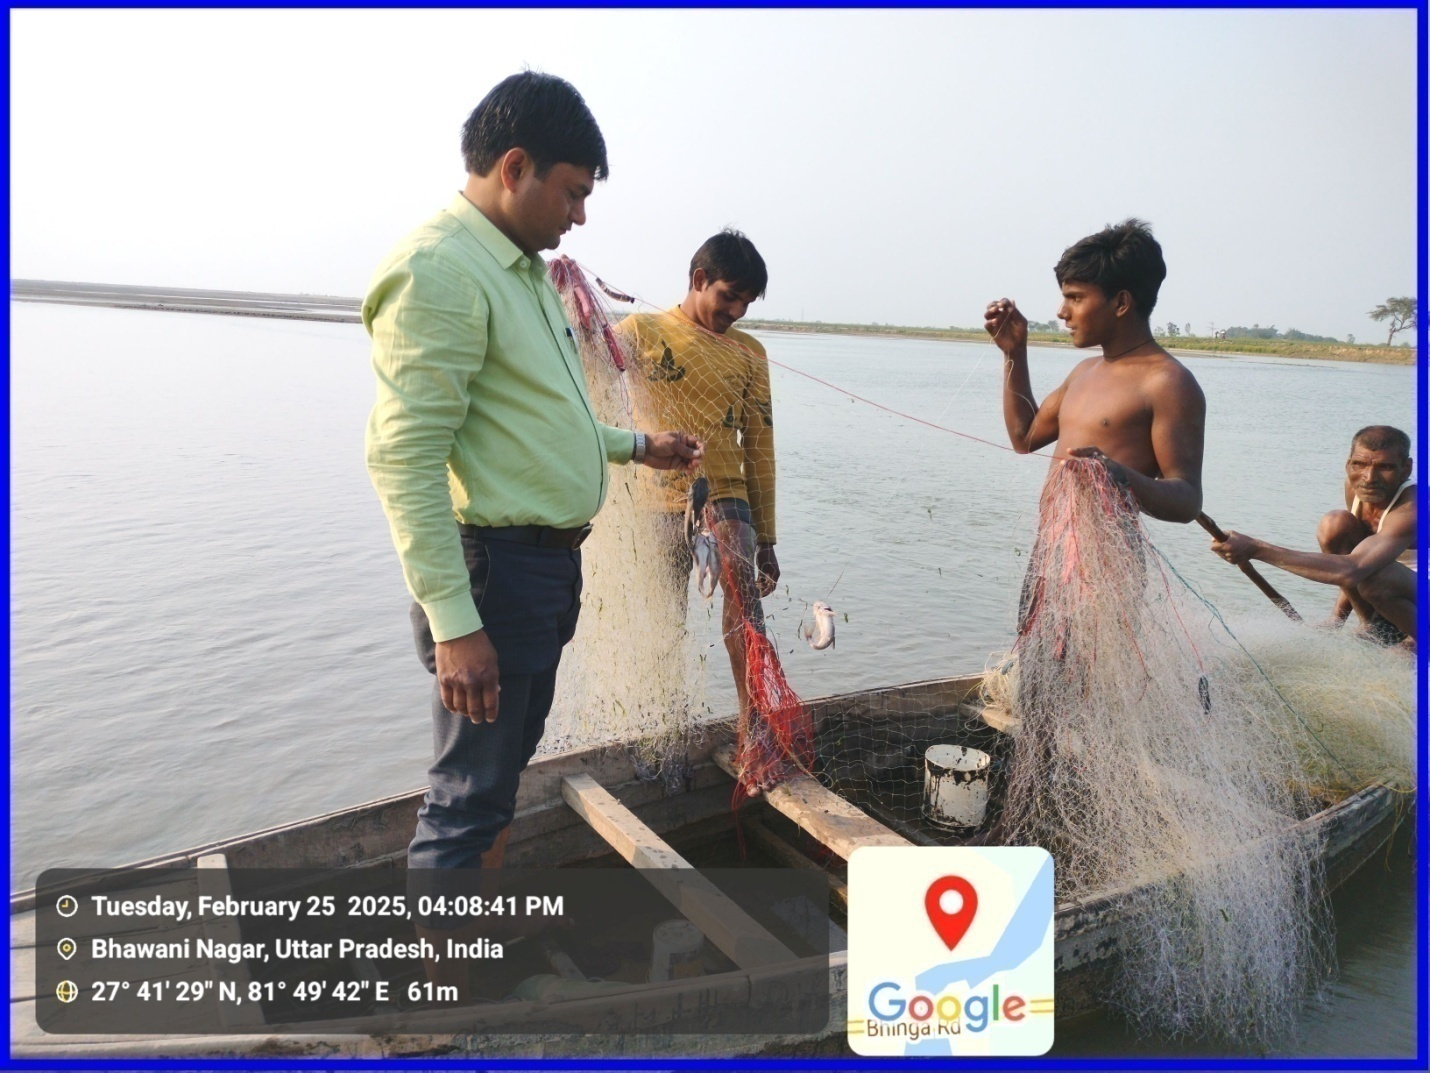 Tuesday, February 25 2025, 04:08:41 PM
Bhawani Nagar, Uttar Pradesh, India
27° 41' 29" N, 81° 49' 42" E 61m
Google
Bhinga Rd